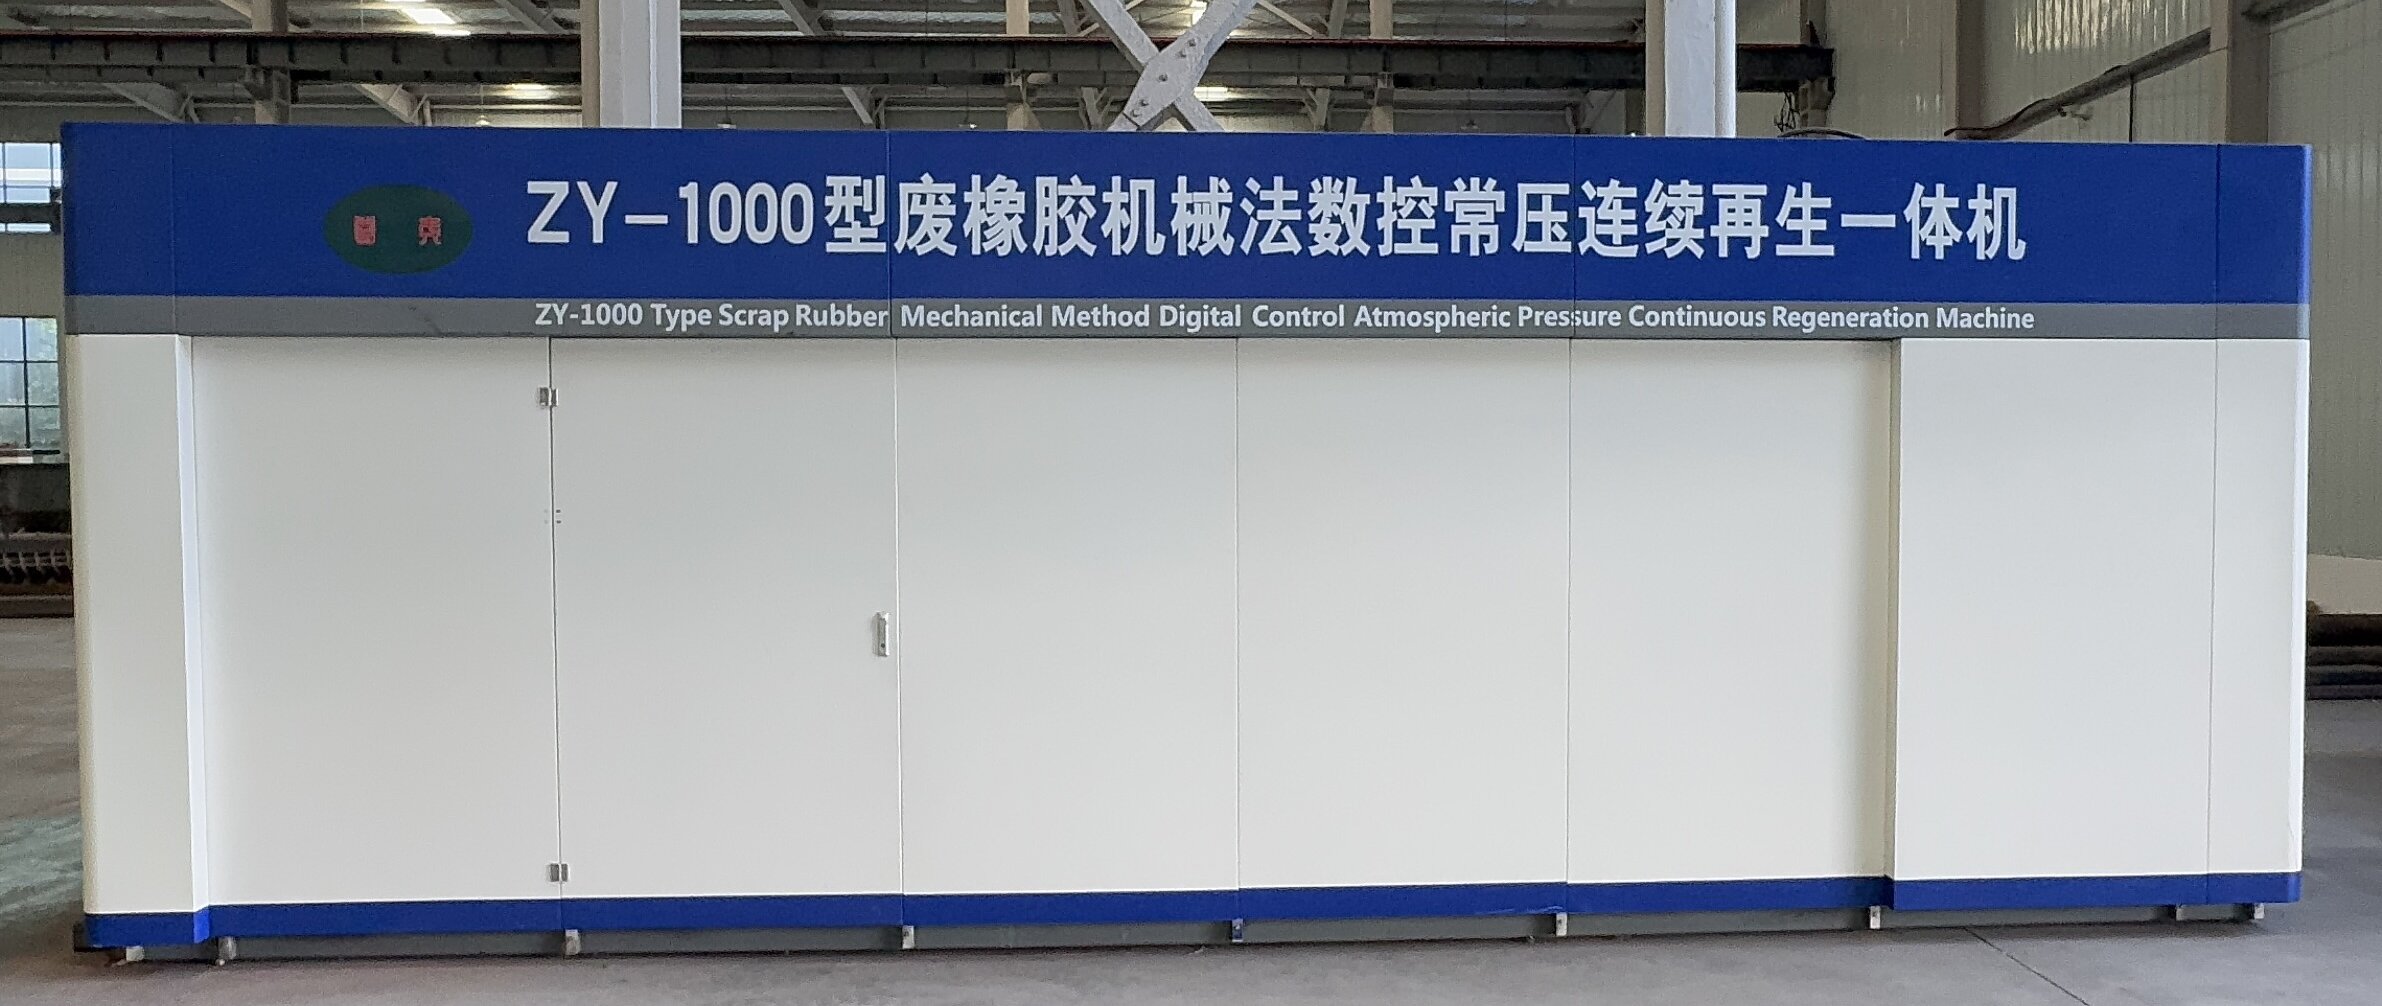 ZY-1000型废橡胶机械法数控常压连续再生一体机
ZY-1000 Type Scrap Rubber Mechanical Method Digital Control Atmospheric Pressure Continuous Regeneration Machine